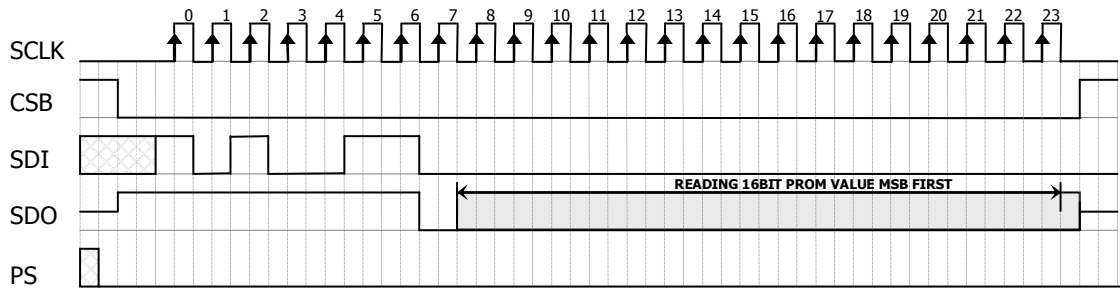 0 1 2 3 4 5 6 7 8 9 10 11 12 13 14 15 16 17 18 19 20 21 22 23
SCLK
CSB
SDI
READING 16BIT PROM VALUE MSB FIRST
SDO
PS